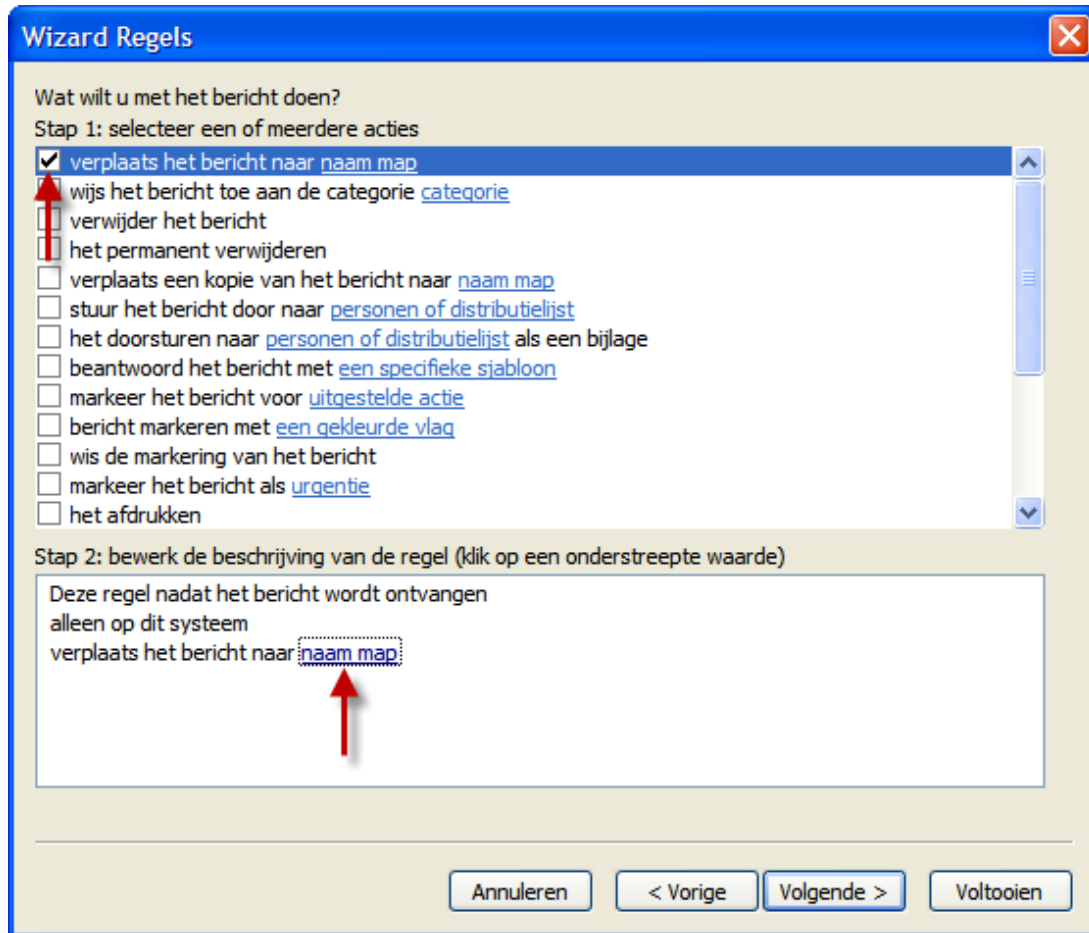 Wizard Regels
Wat wilt u met het bericht doen?
Stap 1: selecteer een of meerdere acties
verplaats het bericht naar naam map
wijs het bericht toe aan de categorie categorie
verwijder het bericht
het permanent verwijderen
verplaats een kopie van het bericht naar naam map
stuur het bericht door naar personen of distributielijst
het doorsturen naar personen of distributielijst als een bijlage
beantwoord het bericht met een specifieke sjabloon
markeer het bericht voor uitgestelde actie
bericht markeren met een gekleurde vlag
wis de markering van het bericht
markeer het bericht als urgentie
het afdrukken
Stap 2: bewerk de beschrijving van de regel (klik op een onderstreepte waarde)
Deze regel nadat het bericht wordt ontvangen
alleen op dit systeem
verplaats het bericht naar naam map
Annuleren < Vorige Volgende > Voltooien